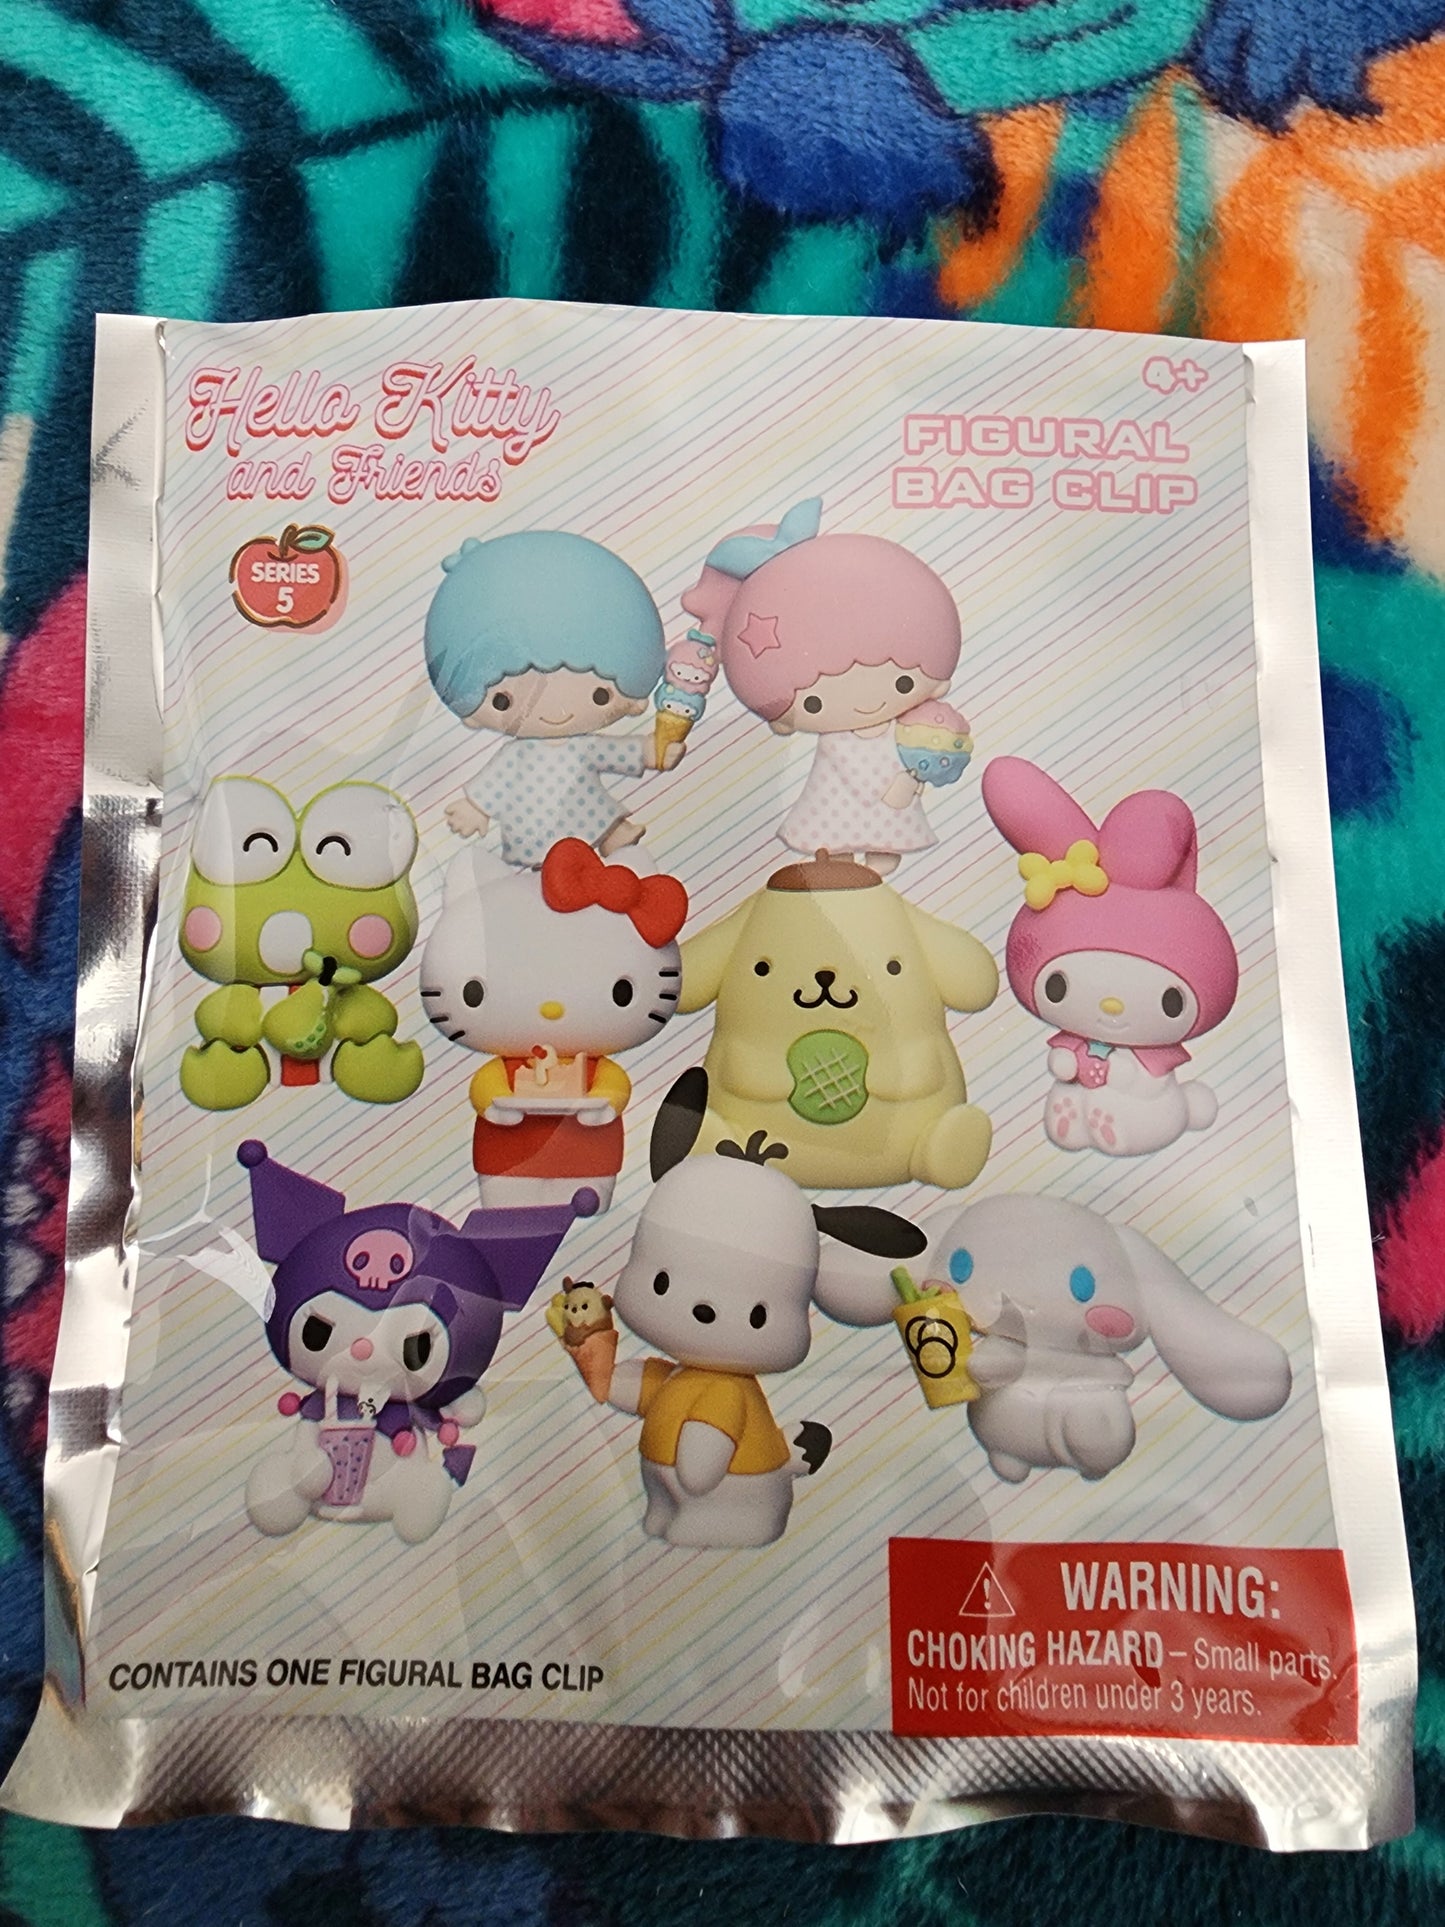 Hello Kitty
and Friends
4+
FIGURAL
BAG CLIP
SERIES
5
CONTAINS ONE FIGURAL BAG CLIP
WARNING:
CHOKING HAZARD – Small parts.
Not for children under 3 years.